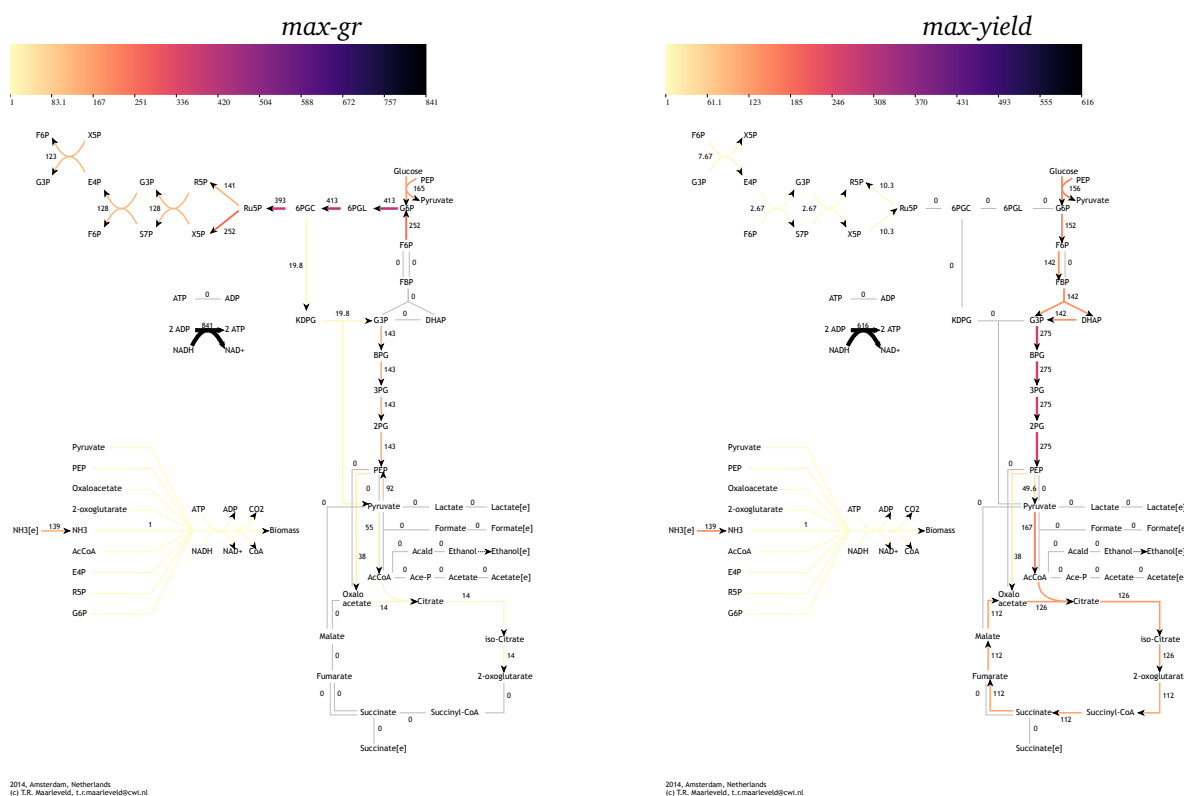 max-gr
1 83.1 167 251 336 420 504 588 672 757 841
F6P X5P
123
G3P E4P G3P R5P
128 128
F6P S7P X5P
141
252
Ru5P 393 6PGC 6PGL 413 413 G6P
Glucose
PEP
165
Pyruvate
252
F6P
0 0
FBP
0
19.8
ATP 0 ADP
2 ADP 841 2 ATP
NADH NAD+
KDPG 19.8 G3P 0 DHAP
143
BPG
143
3PG
143
2PG
143
0 PEP
0 92
0 Pyruvate 0 Lactate 0 Lactate[e]
55 0 Formate 0 Formate[e]
38 0 Acald Ethanol Ethanol[e]
AcCoA 0 Ace-P 0 Acetate 0 Acetate[e]
Oxalo
acetate
14 Citrate 14
0
Malate iso-Citrate
0 14
Fumarate 2-oxoglutarate
0 0 0
Succinate 0 Succinyl-CoA
0
Succinate[e]
Pyruvate
PEP
Oxaloacetate
2-oxoglutarate
NH3[e] 139 NH3 1
AcCoA
E4P
R5P
G6P
ATP ADP CO2
NADH NAD+ CoA
Biomass
2014, Amsterdam, Netherlands
(c) T.R. Maarleveld, t.r.maarleveld@cwi.nl
max-yield
1 61.1 123 185 246 308 370 431 493 555 616
F6P X5P
7.67
G3P E4P G3P R5P
2.67 2.67
F6P S7P X5P
10.3
10.3
Ru5P 0 6PGC 0 6PGL 0 G6P
Glucose
PEP
156
Pyruvate
152
F6P
142 0
FBP
142
0
ATP 0 ADP
2 ADP 616 2 ATP
NADH NAD+
KDPG 0 G3P 142 DHAP
275
BPG
275
3PG
275
2PG
275
0 PEP
49.6 0
0 Pyruvate 0 Lactate 0 Lactate[e]
167 0 Formate 0 Formate[e]
38 0 Acald Ethanol Ethanol[e]
AcCoA 0 Ace-P 0 Acetate 0 Acetate[e]
Oxalo
acetate
126 Citrate 126
112
Malate iso-Citrate
112 126
Fumarate 2-oxoglutarate
0 112 112
Succinate 112 Succinyl-CoA
0
Succinate[e]
Pyruvate
PEP
Oxaloacetate
2-oxoglutarate
NH3[e] 139 NH3 1
AcCoA
E4P
R5P
G6P
ATP ADP CO2
NADH NAD+ CoA
Biomass
2014, Amsterdam, Netherlands
(c) T.R. Maarleveld, t.r.maarleveld@cwi.nl